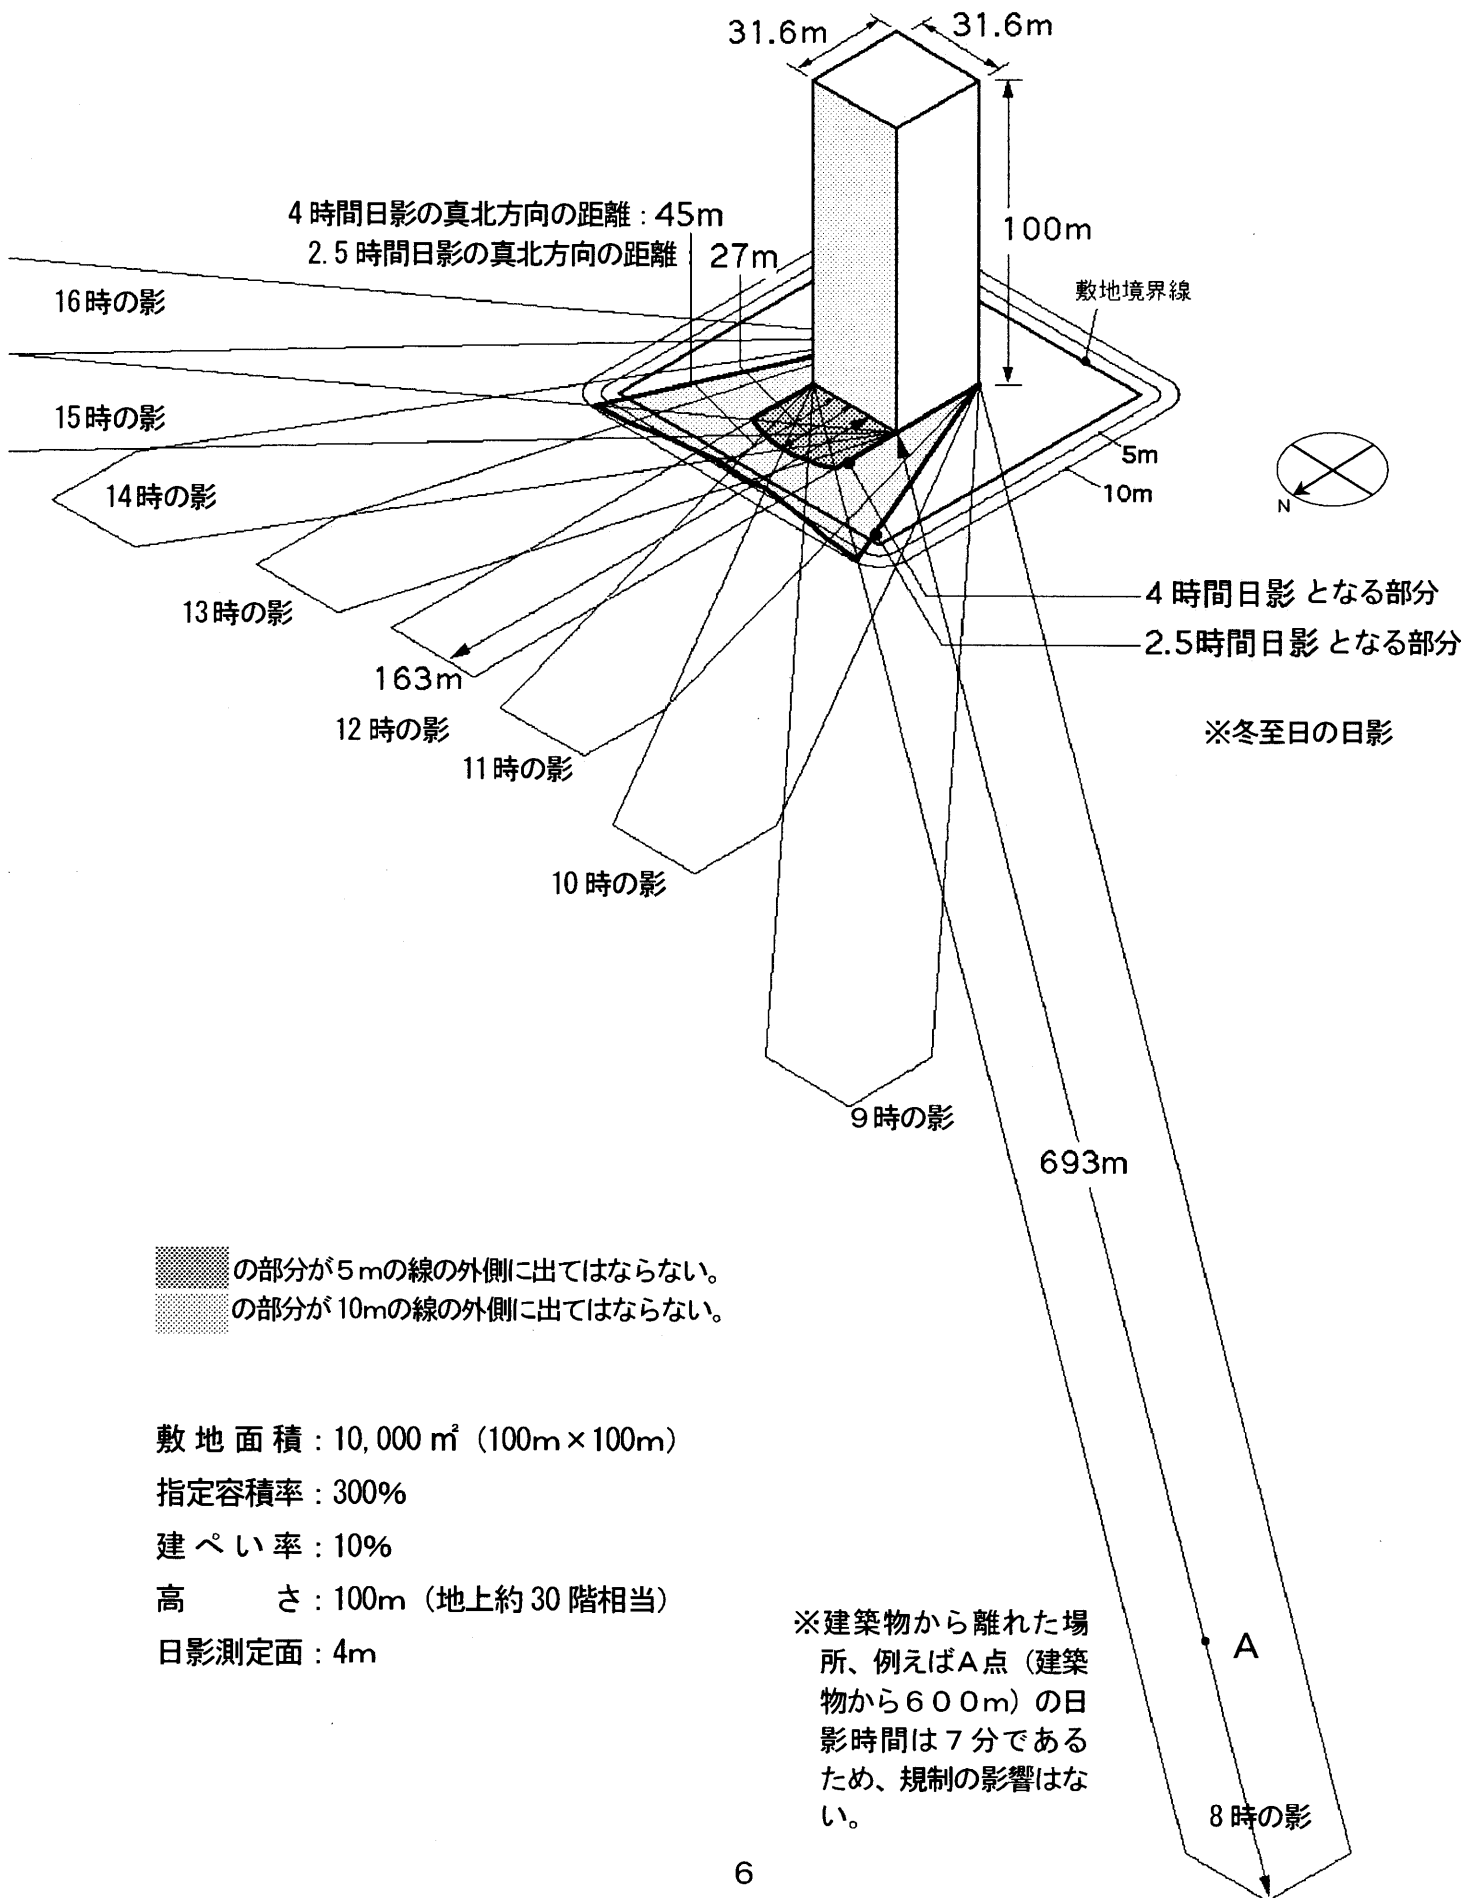 31.6m
31.6m
4時間日影の真北方向の距離：45m
2.5時間日影の真北方向の距離 27m
100m
敷地境界線
16時の影
15時の影
14時の影
13時の影
163m
12時の影
11時の影
10時の影
9時の影
5m
10m
N
4時間日影 となる部分
2.5時間日影 となる部分
※冬至日の日影
693m
の部分が5mの線の外側に出てはならない。
の部分が10mの線の外側に出てはならない。
敷地面積：10,000㎡（100m×100m）
指定容積率：300%
建ぺい率：10%
高さ：100m（地上約30階相当）
日影測定面：4m
※建築物から離れた場
所、例えばA点（建築
物から600m）の日
影時間は7分である
ため、規制の影響はな
い。
A
8時の影
6